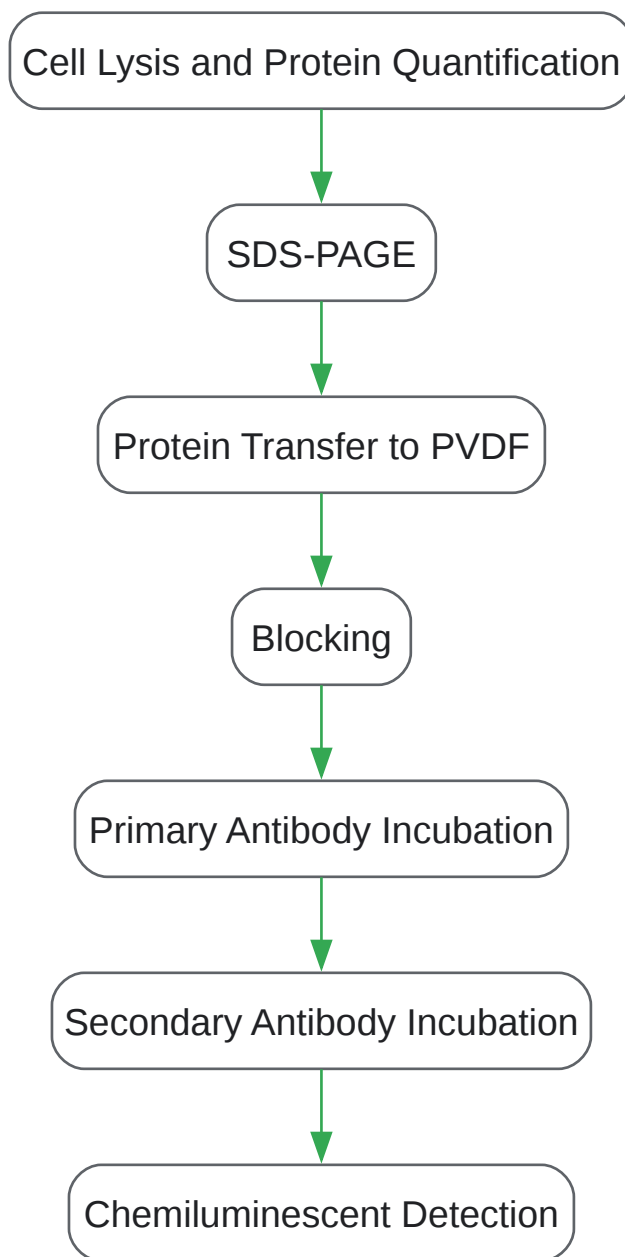 Cell Lysis and Protein Quantification
SDS-PAGE
Protein Transfer to PVDF
Blocking
Primary Antibody Incubation
Secondary Antibody Incubation
Chemiluminescent Detection